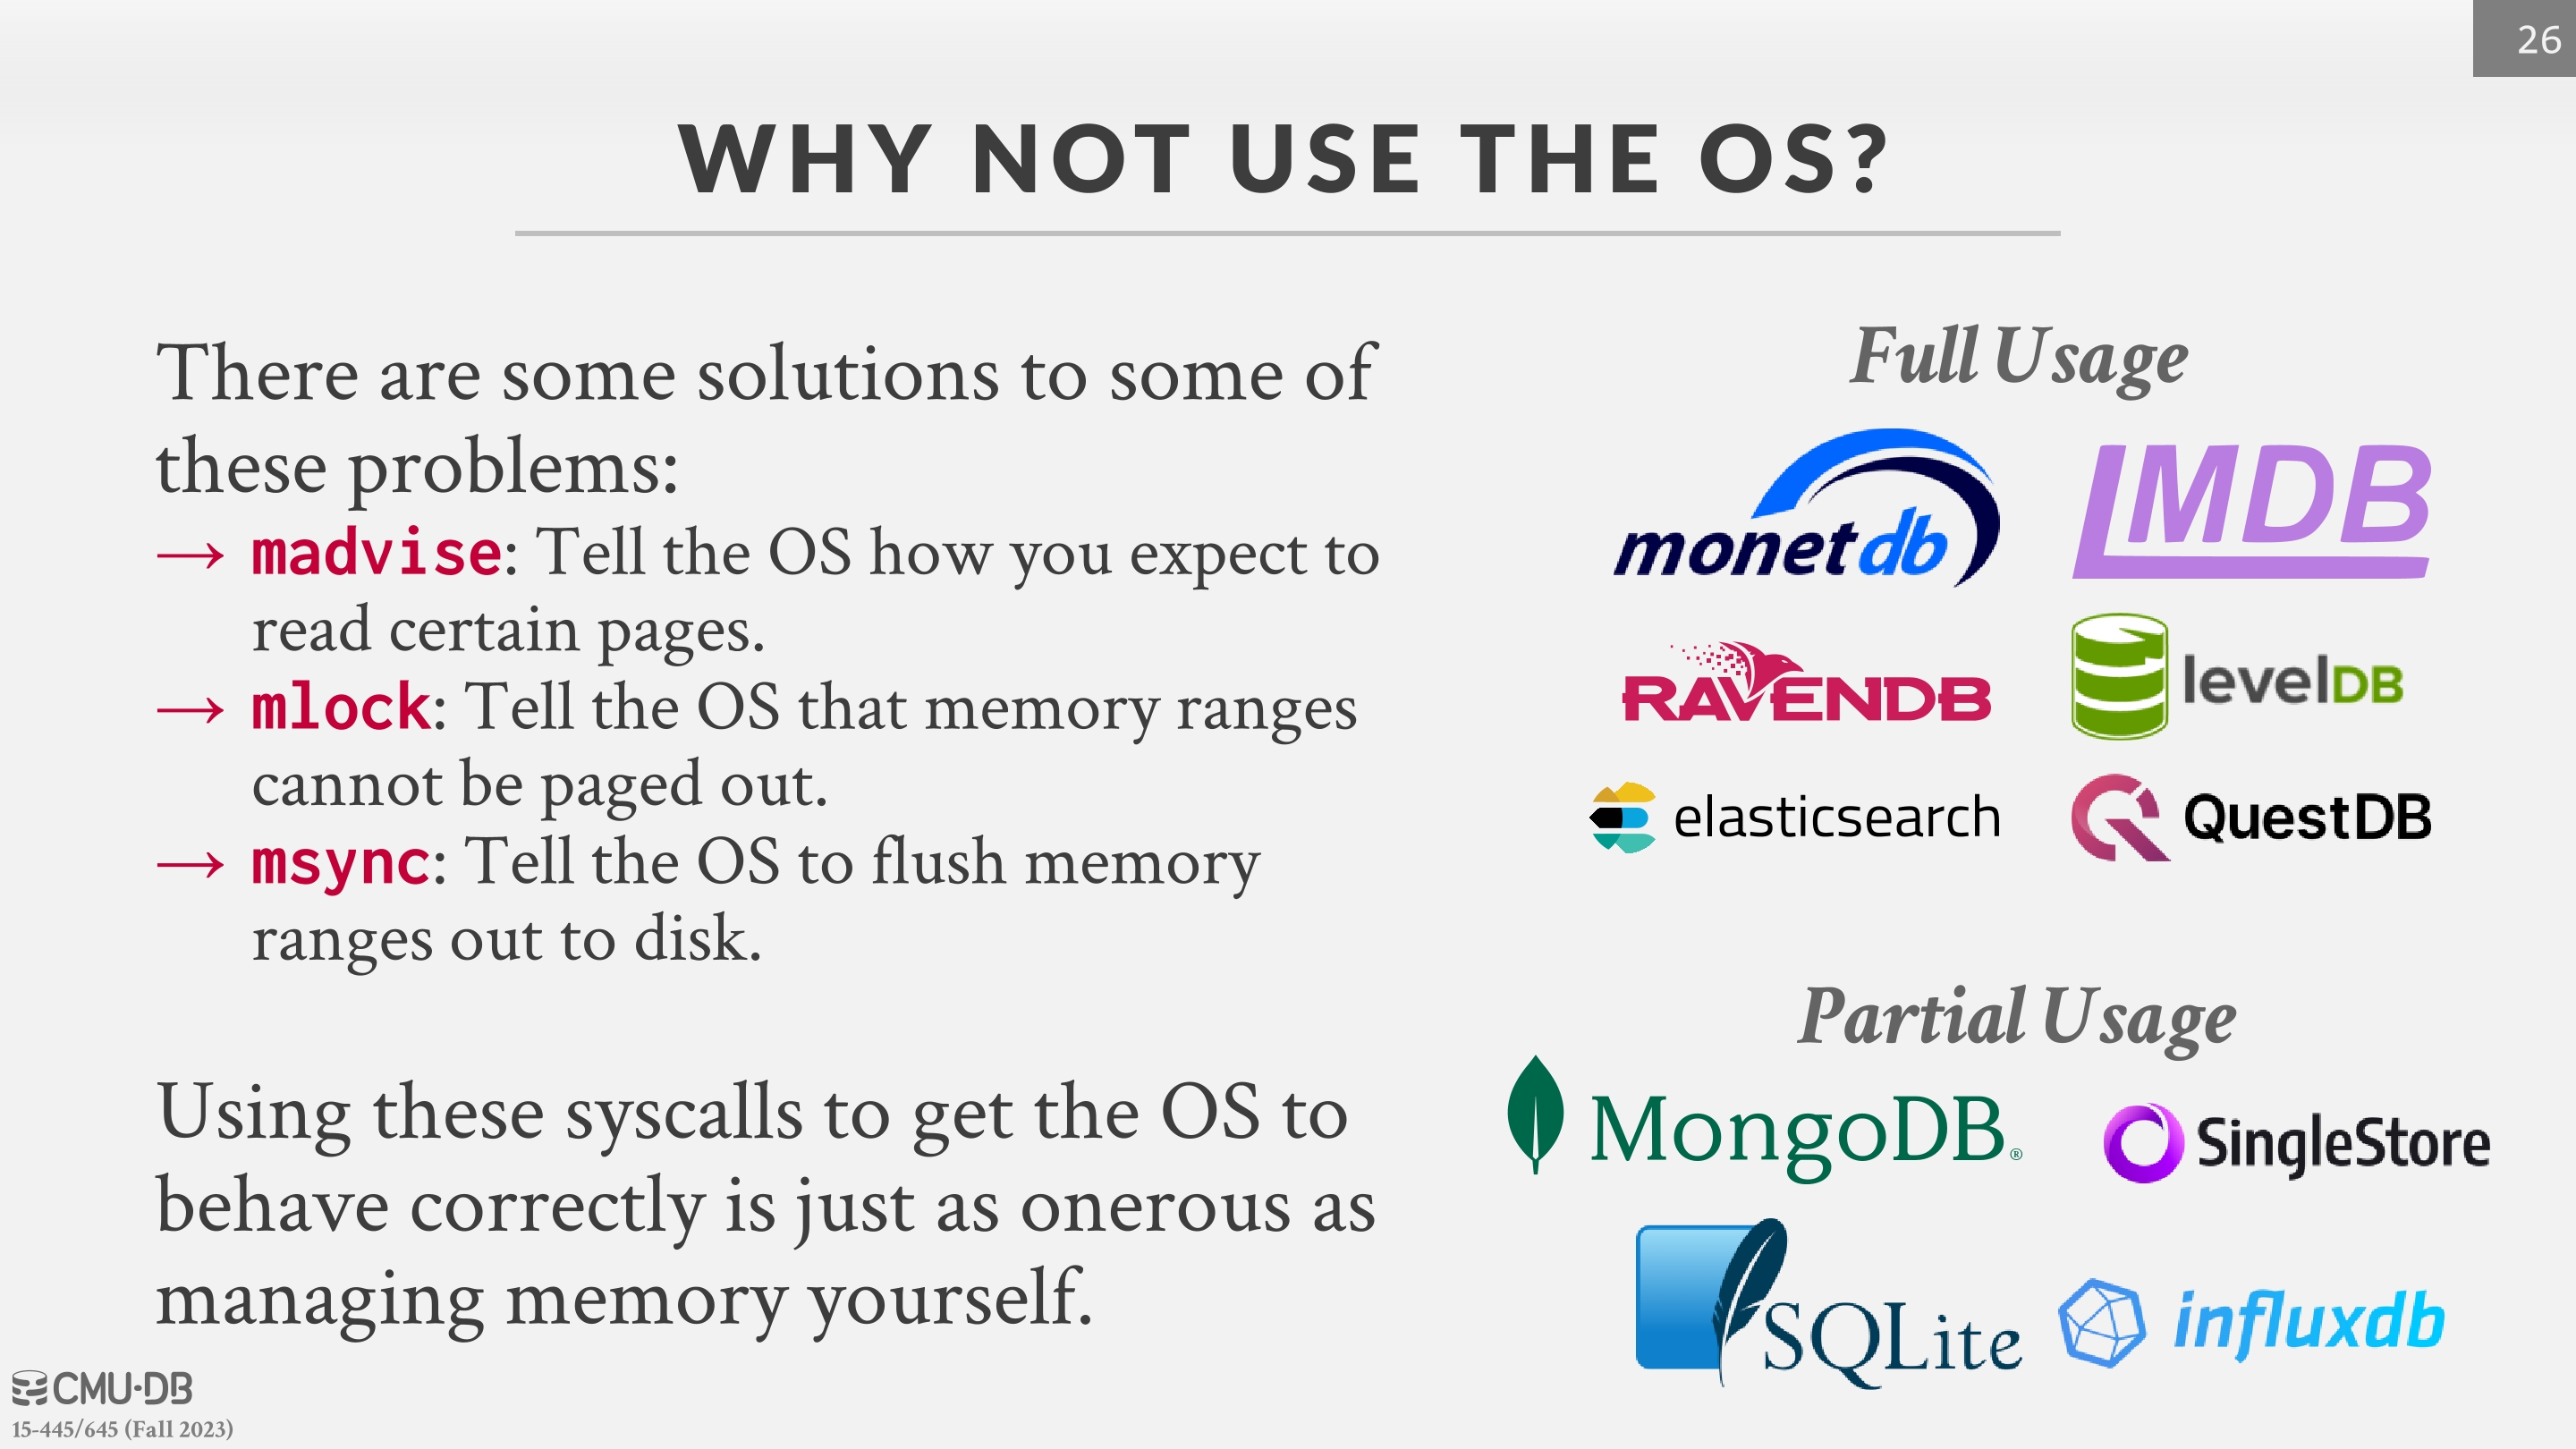 26
WHY NOT USE THE OS?
There are some solutions to some of
these problems:
→ madvise: Tell the OS how you expect to
read certain pages.
→ mlock: Tell the OS that memory ranges
cannot be paged out.
→ msync: Tell the OS to flush memory
ranges out to disk.
Using these syscalls to get the OS to
behave correctly is just as onerous as
managing memory yourself.
Full Usage
monetdb
LMDB
RAVENDB
levelDB
elasticsearch
QuestDB
Partial Usage
MongoDB®
SingleStore
SQLite
influxdb
CMU·DB
15-445/645 (Fall 2023)